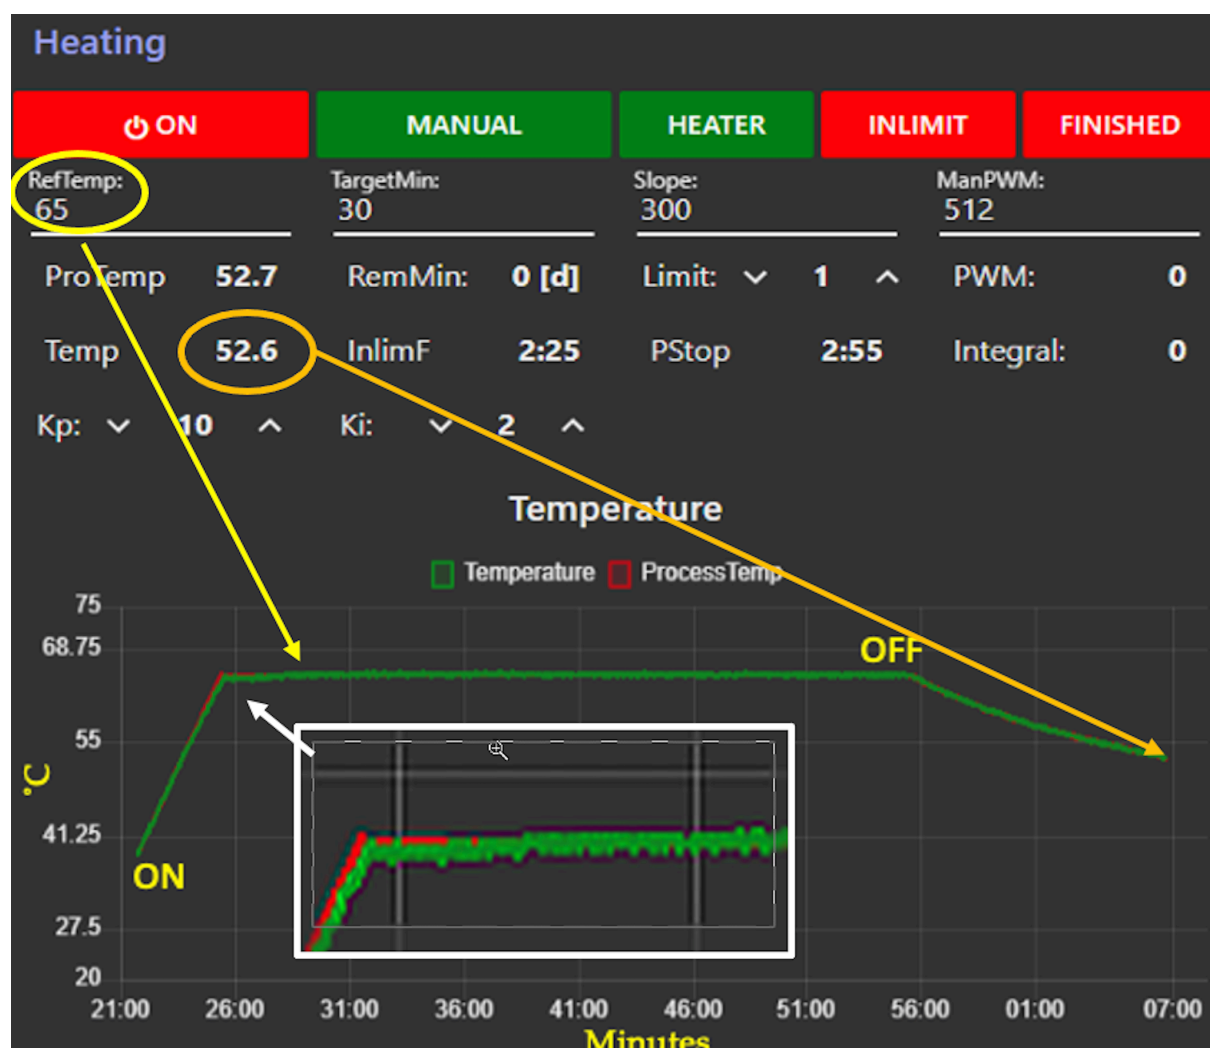 Heating
ON MANUAL HEATER INLIMIT FINISHED
RefTemp: TargetMin: Slope: ManPWM:
65 30 300 512
ProTemp 52.7 RemMin: 0 [d] Limit: 1 PWM: 0
Temp 52.6 InlimF 2:25 PStop 2:55 Integral: 0
Kp: 10 Ki: 2
Temperature
Temperature ProcessTemp
75
68.75
OFF
55
°C
41.25
ON
27.5
20
21:00 26:00 31:00 36:00 41:00 46:00 51:00 56:00 01:00 07:00
Minutes